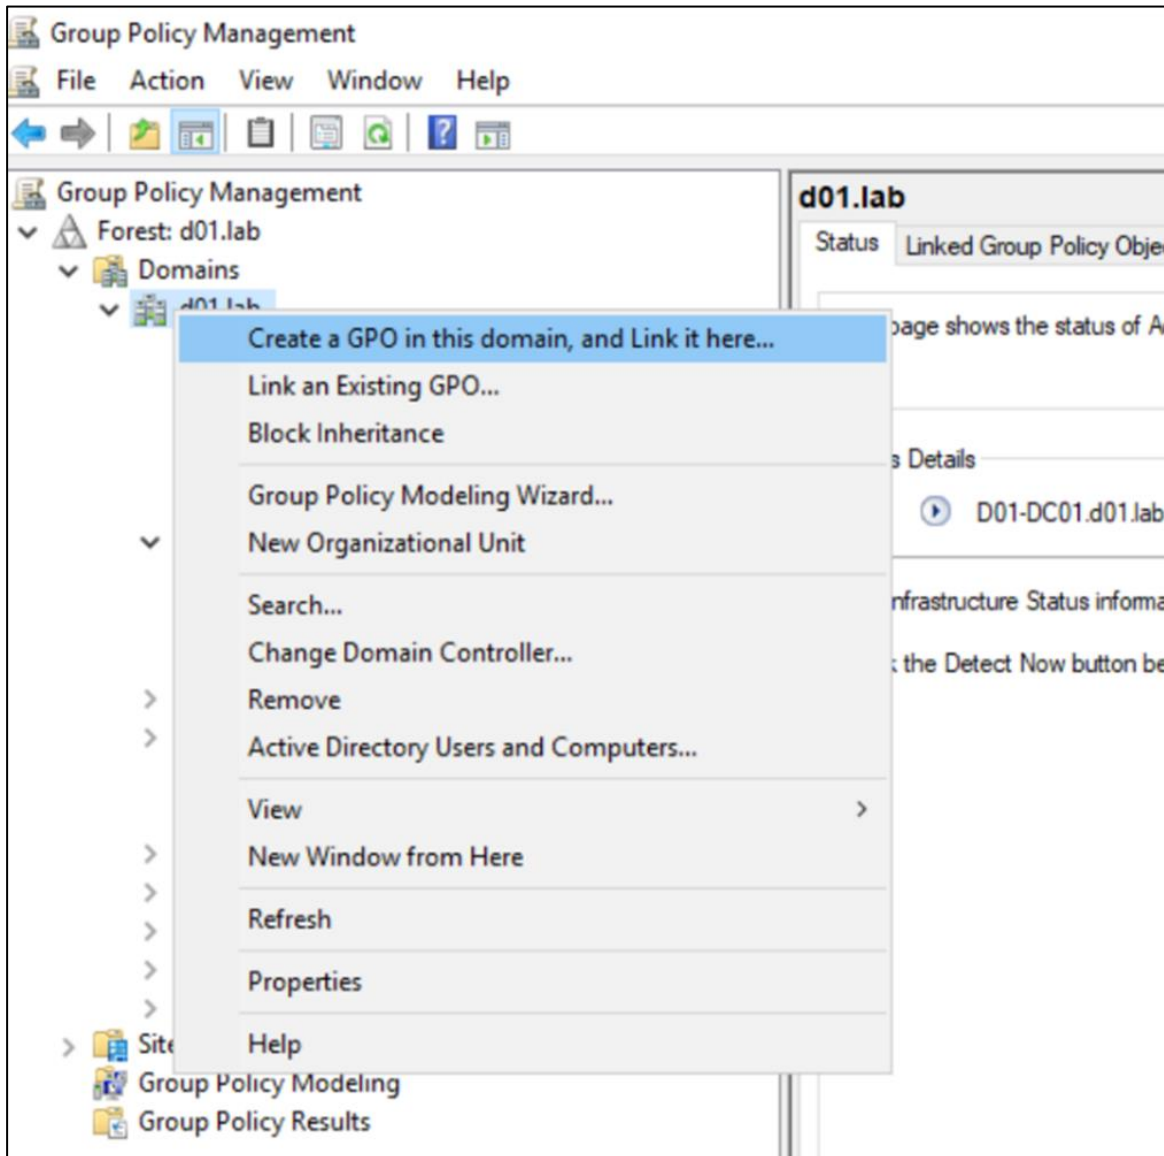 Group Policy Management
File Action View Window Help
Group Policy Management
Forest: d01.lab
Domains
d01.lab
Create a GPO in this domain, and Link it here...
Link an Existing GPO...
Block Inheritance
Group Policy Modeling Wizard...
New Organizational Unit
Search...
Change Domain Controller...
Remove
Active Directory Users and Computers...
View
New Window from Here
Refresh
Properties
Help
Site
Group Policy Modeling
Group Policy Results
d01.lab
Status Linked Group Policy Obje
page shows the status of A
s Details
D01-DC01.d01.lab
nfrastructure Status informa
the Detect Now button be